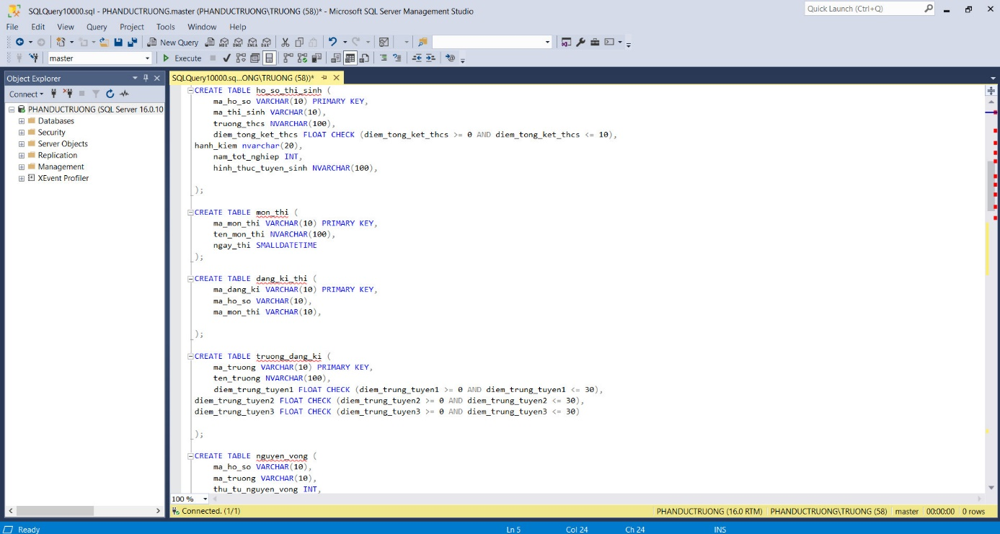 SQLQuery10000.sql - PHANDUCTRUONG.master (PHANDUCTRUONG\TRUONG (58))* - Microsoft SQL Server Management Studio
Quick Launch (Ctrl+Q)
File Edit View Query Project Tools Window Help
New Query
master
Execute
Object Explorer
Connect
PHANDUCTRUONG (SQL Server 16.0.10
Databases
Security
Server Objects
Replication
Management
XEvent Profiler
SQLQuery10000.sq...ONG\TRUONG (58))*
CREATE TABLE ho_so_thi_sinh (
ma_ho_so VARCHAR(10) PRIMARY KEY,
ma_thi_sinh VARCHAR(10),
truong_thcs NVARCHAR(100),
diem_tong_ket_thcs FLOAT CHECK (diem_tong_ket_thcs >= 0 AND diem_tong_ket_thcs <= 10),
hanh_kiem nvarchar(20),
nam_tot_nghiep INT,
hinh_thuc_tuyen_sinh NVARCHAR(100),
);
CREATE TABLE mon_thi (
ma_mon_thi VARCHAR(10) PRIMARY KEY,
ten_mon_thi NVARCHAR(100),
ngay_thi SMALLDATETIME
);
CREATE TABLE dang_ki_thi (
ma_dang_ki VARCHAR(10) PRIMARY KEY,
ma_ho_so VARCHAR(10),
ma_mon_thi VARCHAR(10),
);
CREATE TABLE truong_dang_ki (
ma_truong VARCHAR(10) PRIMARY KEY,
ten_truong NVARCHAR(100),
diem_trung_tuyen1 FLOAT CHECK (diem_trung_tuyen1 >= 0 AND diem_trung_tuyen1 <= 30),
diem_trung_tuyen2 FLOAT CHECK (diem_trung_tuyen2 >= 0 AND diem_trung_tuyen2 <= 30),
diem_trung_tuyen3 FLOAT CHECK (diem_trung_tuyen3 >= 0 AND diem_trung_tuyen3 <= 30)
);
CREATE TABLE nguyen_vong (
ma_ho_so VARCHAR(10),
ma_truong VARCHAR(10),
thu_tu_nguyen_vong INT,
100 %
Connected. (1/1)
PHANDUCTRUONG (16.0 RTM) PHANDUCTRUONG\TRUONG (58) master 00:00:00 0 rows
Ready Ln 5 Col 24 Ch 24 INS